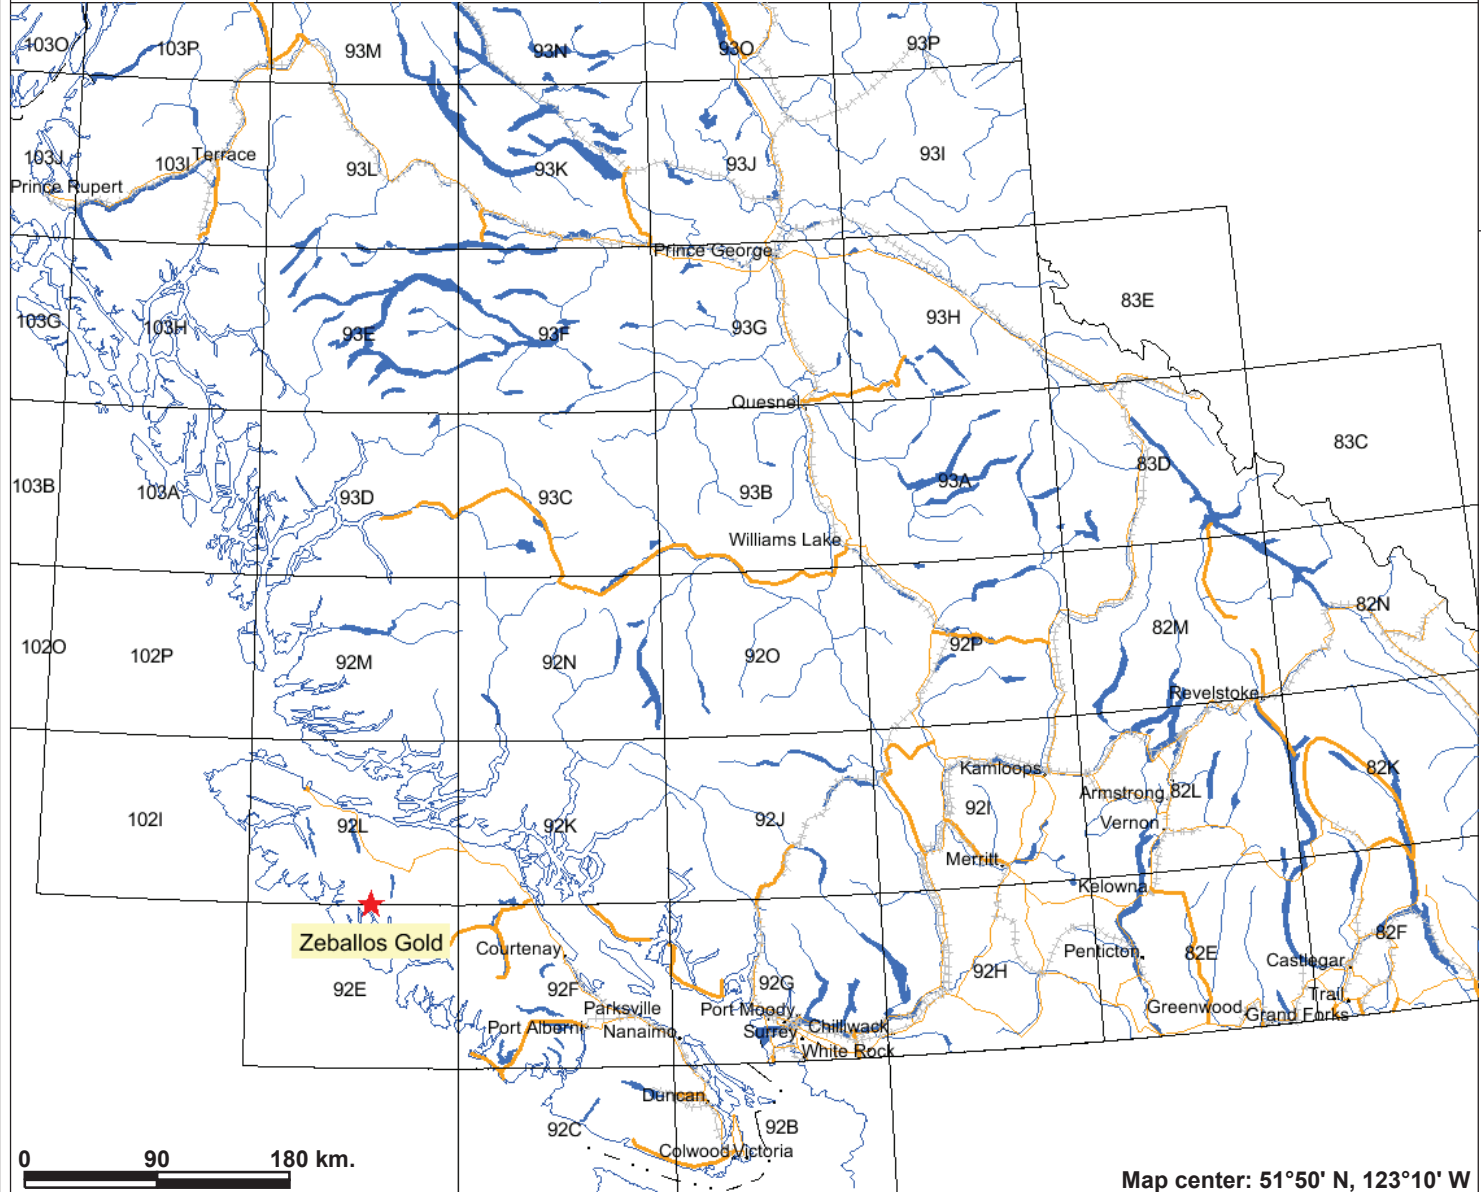 103O
103P
93M
93N
93O
93P
103J
103I
Terrace
93L
93K
93J
93I
Prince Rupert
Prince George
83E
103G
103H
93E
93F
93G
93H
Quesnel
83C
103B
103A
93D
93C
93B
93A
83D
Williams Lake
82N
102O
102P
92M
92N
92O
92P
82M
Revelstoke
Kamloops
82K
Armstrong
82L
102I
92L
92K
92J
92I
Vernon
Merritt
Kelowna
Zeballos Gold
Courtenay
Penticton
82E
Castlegar
82F
92E
92F
92G
92H
Parksville
Port Moody
Greenwood
Trail
Grand Forks
Port Alberni
Nanaimo
Surrey
Chilliwack
White Rock
Duncan
92C
92B
Colwood
Victoria
0 90 180 km.
Map center: 51°50' N, 123°10' W